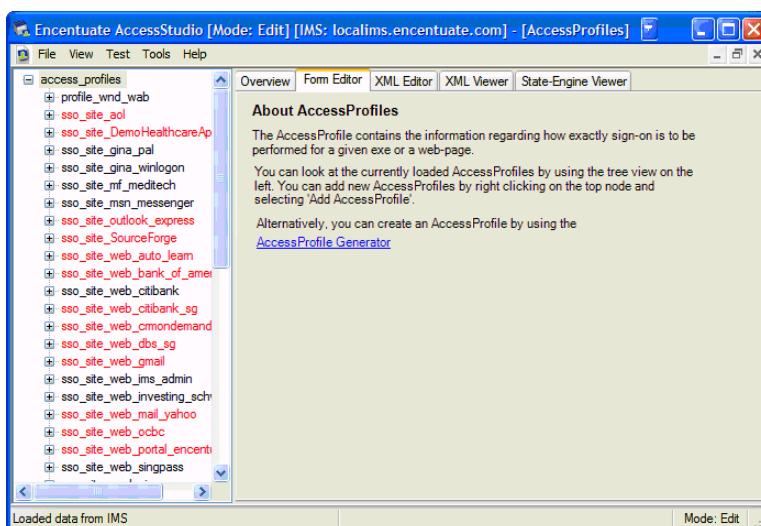 Encentuate AccessStudio [Mode: Edit] [IMS: localims.encentuate.com] - [AccessProfiles]
File View Test Tools Help
access_profiles
profile_wnd_wab
sso_site_aol
sso_site_DemoHealthcareAp
sso_site_gina_pal
sso_site_gina_winlogon
sso_site_mf_meditech
sso_site_msn_messenger
sso_site_outlook_express
sso_site_SourceForge
sso_site_web_auto_learn
sso_site_web_bank_of_amer
sso_site_web_citibank
sso_site_web_citibank_sg
sso_site_web_crmondemand
sso_site_web_dbs_sg
sso_site_web_gmail
sso_site_web_ims_admin
sso_site_web_investing_sch
sso_site_web_mail_yahoo
sso_site_web_ocbc
sso_site_web_portal_encent
sso_site_web_singpass
Overview Form Editor XML Editor XML Viewer State-Engine Viewer
About AccessProfiles
The AccessProfile contains the information regarding how exactly sign-on is to be
performed for a given exe or a web-page.
You can look at the currently loaded AccessProfiles by using the tree view on the
left. You can add new AccessProfiles by right clicking on the top node and
selecting 'Add AccessProfile'.
Alternatively, you can create an AccessProfile by using the
AccessProfile Generator
Loaded data from IMS
Mode: Edit